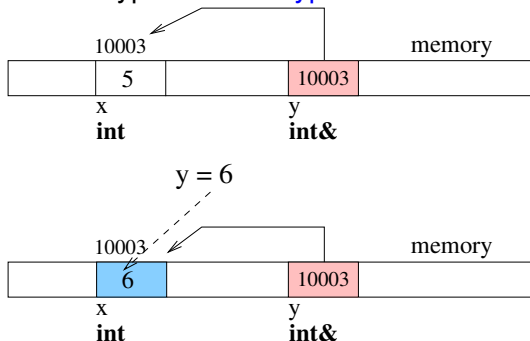 10003
memory
5
10003
x
y
int
int&
y = 6
10003
memory
6
10003
x
y
int
int&